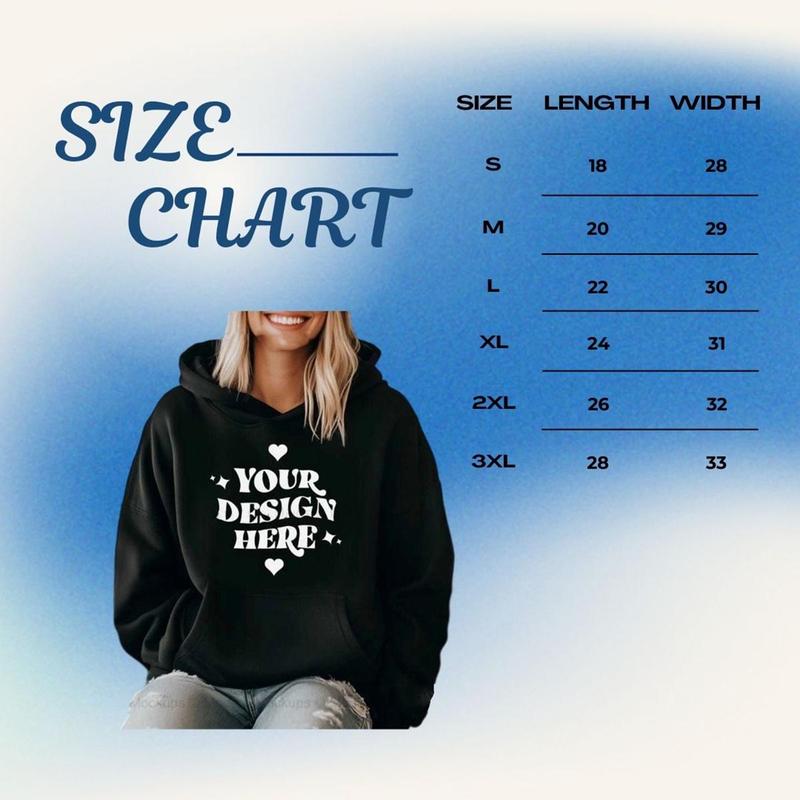 SIZE
CHART
SIZE LENGTH WIDTH
S 18 28
M 20 29
L 22 30
XL 24 31
2XL 26 32
3XL 28 33
YOUR
DESIGN
HERE
Mockups